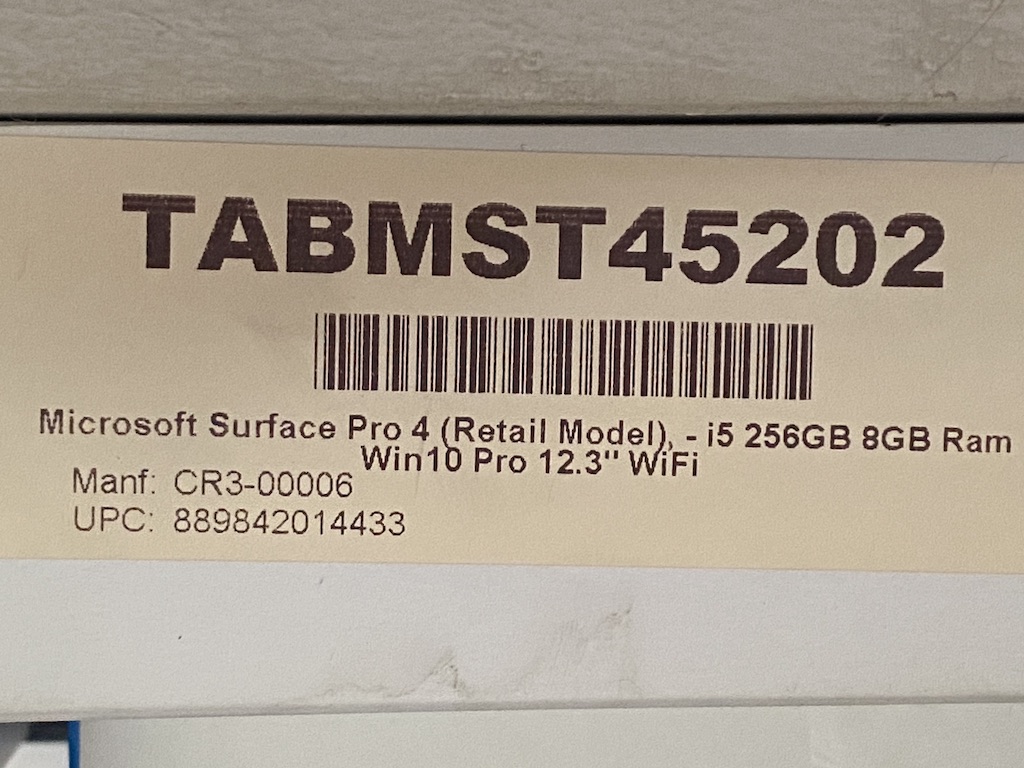 TABMST45202
Microsoft Surface Pro 4 (Retail Model), - i5 256GB 8GB Ram
Win10 Pro 12.3" WiFi
Manf: CR3-00006
UPC: 889842014433